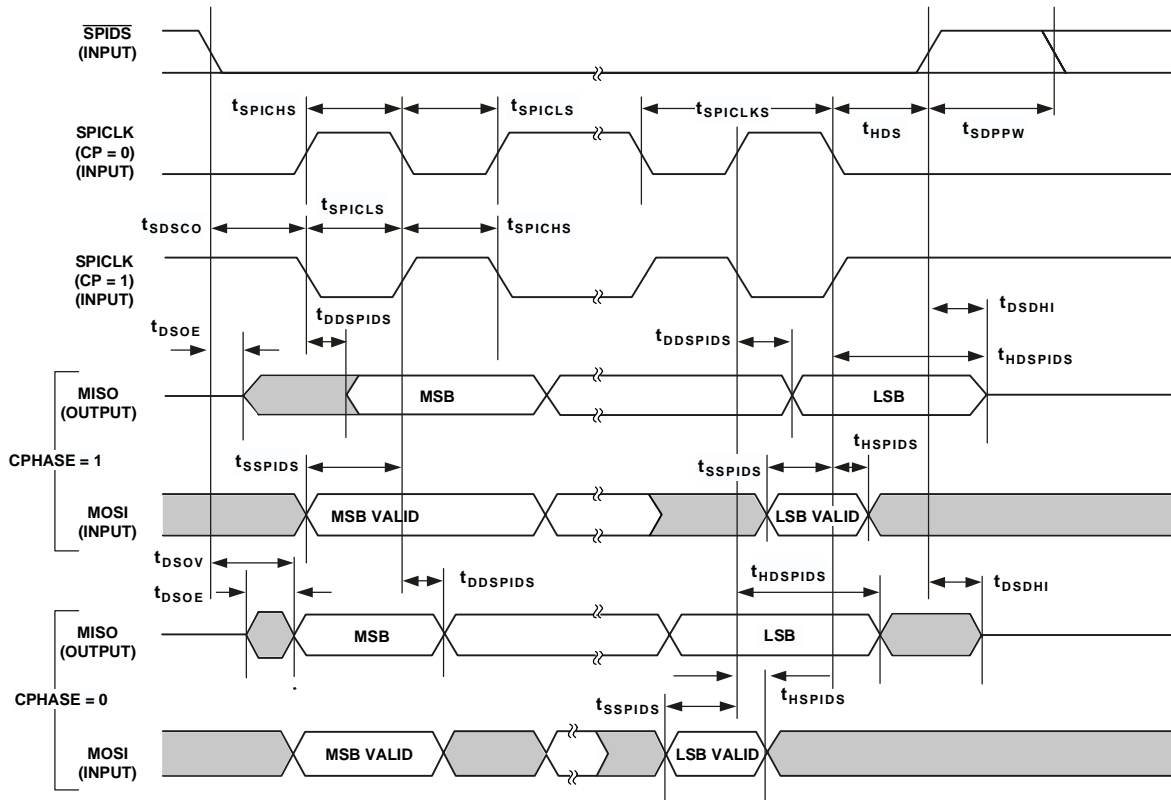 SPIDS
(INPUT)
tSPICHS
tSPICLS
tSPICLKS
tHDS
tSDPPW
SPICLK
(CP = 0)
(INPUT)
tSDSCO
tSPICLS
tSPICHS
SPICLK
(CP = 1)
(INPUT)
tDSOE
tDDSPIDS
tDDSPIDS
tDSDHI
tHDSPIDS
MISO
(OUTPUT)
MSB
LSB
CPHASE = 1
tSSPIDS
tSSPIDS
tHSPIDS
MOSI
(INPUT)
MSB VALID
LSB VALID
tDSOV
tDSOE
tDDSPIDS
tHDSPIDS
tDSDHI
MISO
(OUTPUT)
MSB
LSB
CPHASE = 0
tSSPIDS
tHSPIDS
MOSI
(INPUT)
MSB VALID
LSB VALID